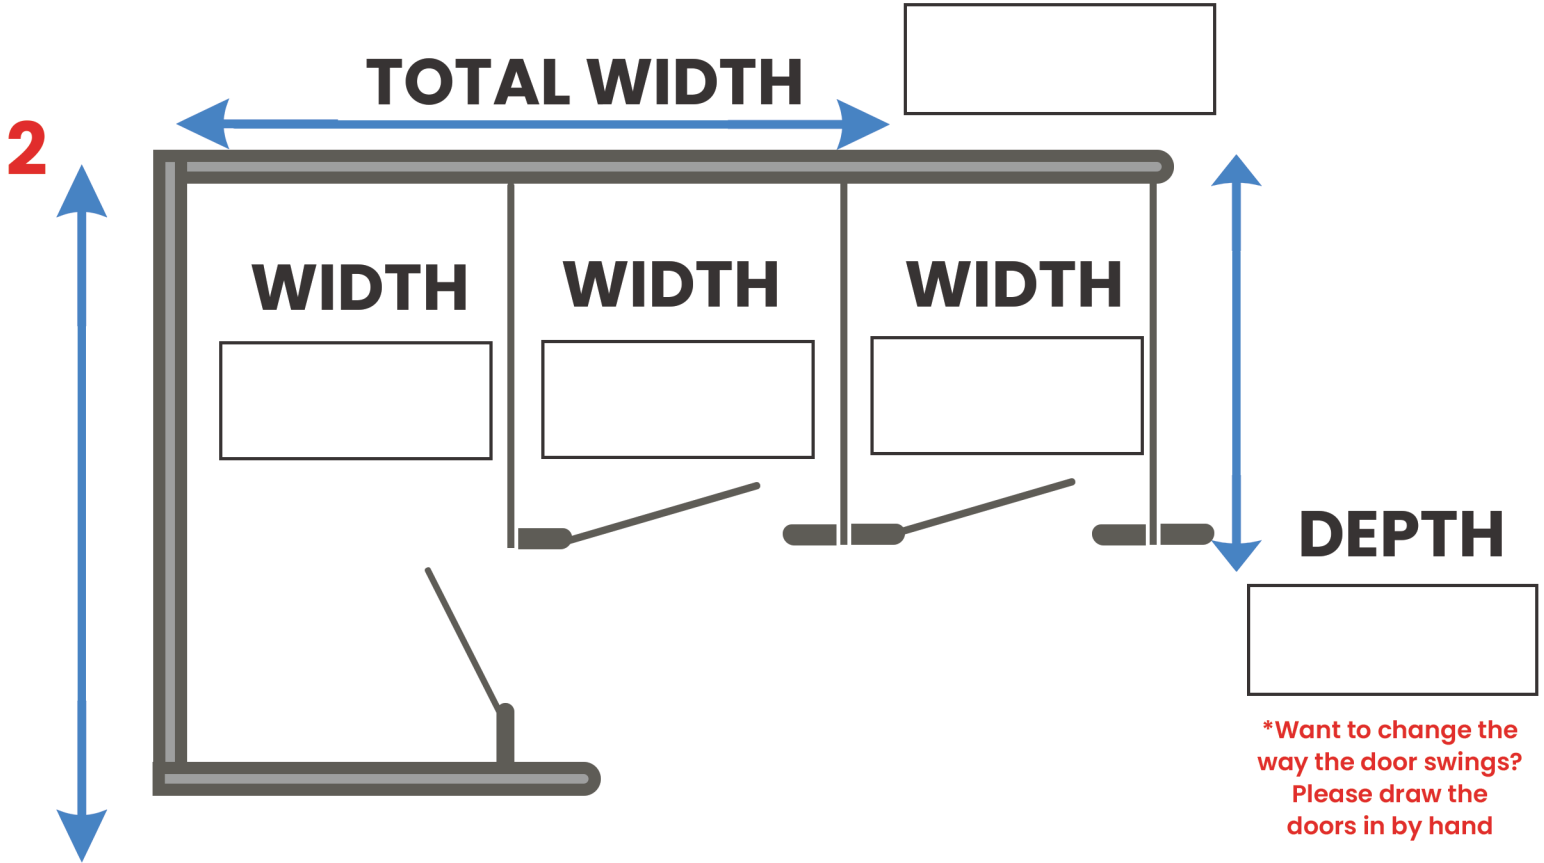 TOTAL WIDTH
2
WIDTH
WIDTH
WIDTH
DEPTH
*Want to change the
way the door swings?
Please draw the
doors in by hand